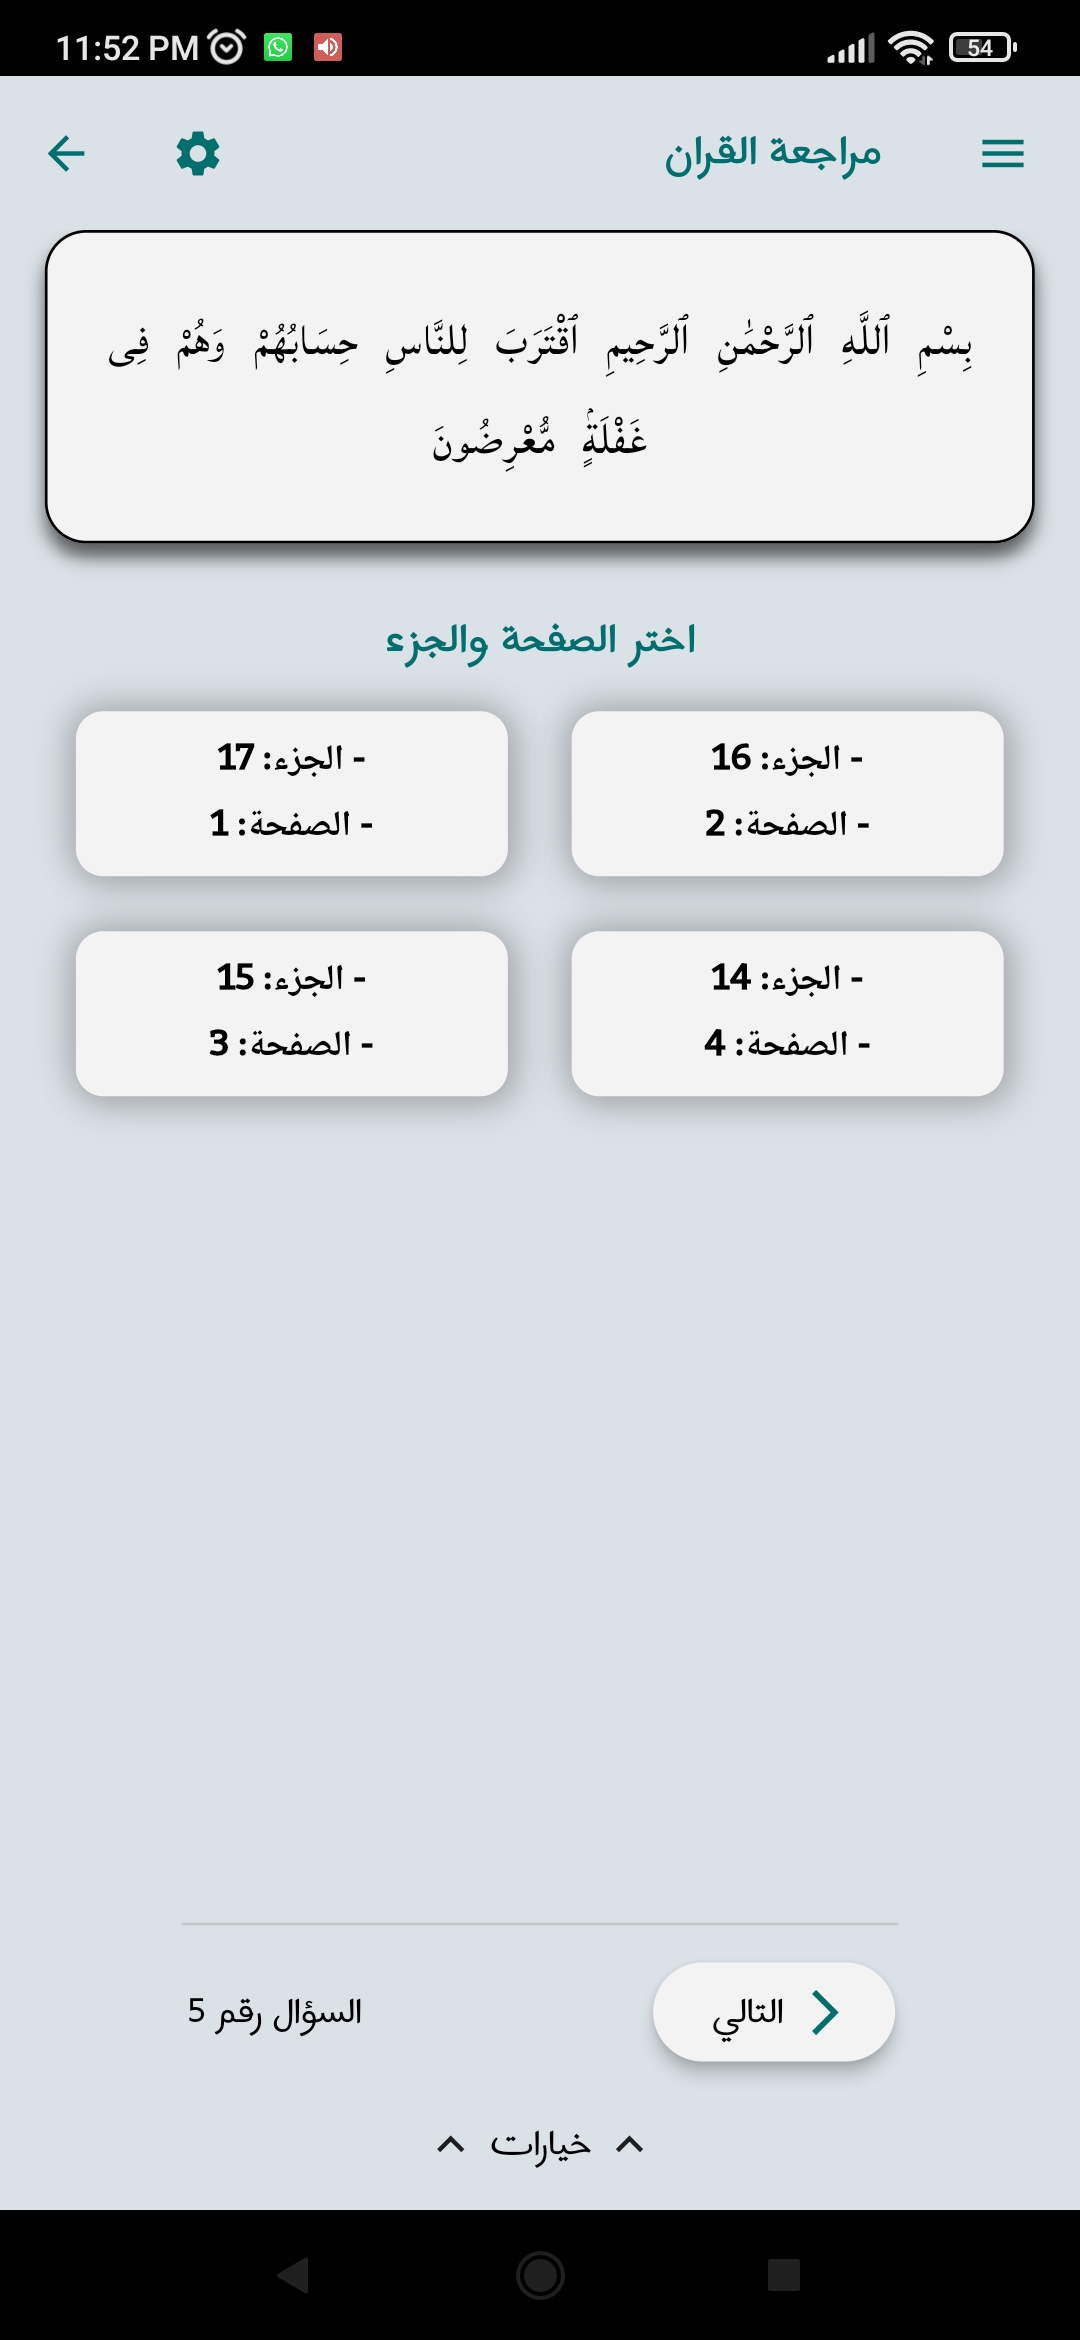 11:52 PM
54
مراجعة القران
بِسْمِ ٱللَّهِ ٱلرَّحْمَٰنِ ٱلرَّحِيمِ ٱقْتَرَبَ لِلنَّاسِ حِسَابُهُمْ وَهُمْ فِى
غَفْلَةٍۢ مُّعْرِضُونَ
اختر الصفحة والجزء
- الجزء: 16
- الصفحة: 2
- الجزء: 17
- الصفحة: 1
- الجزء: 14
- الصفحة: 4
- الجزء: 15
- الصفحة: 3
التالي
السؤال رقم 5
خيارات